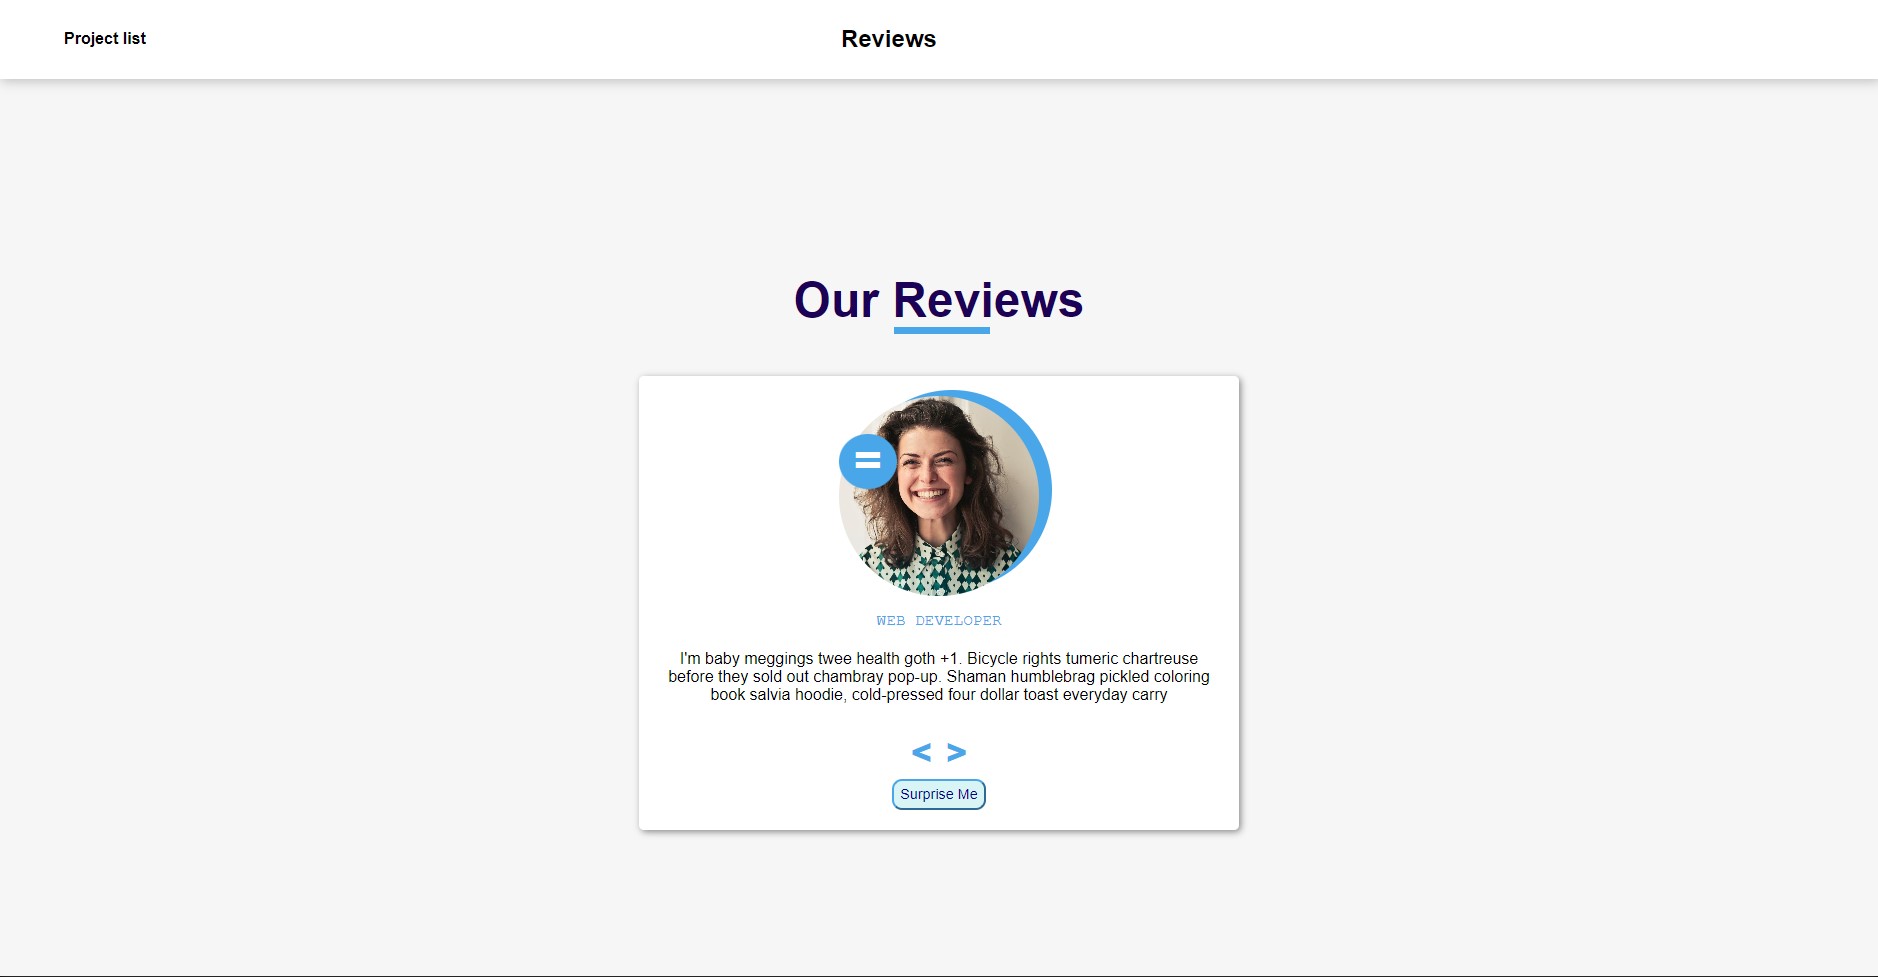 Project list
Reviews
Our Reviews
=
WEB DEVELOPER
I'm baby meggings twee health goth +1. Bicycle rights tumeric chartreuse
before they sold out chambray pop-up. Shaman humblebrag pickled coloring
book salvia hoodie, cold-pressed four dollar toast everyday carry
< >
Surprise Me